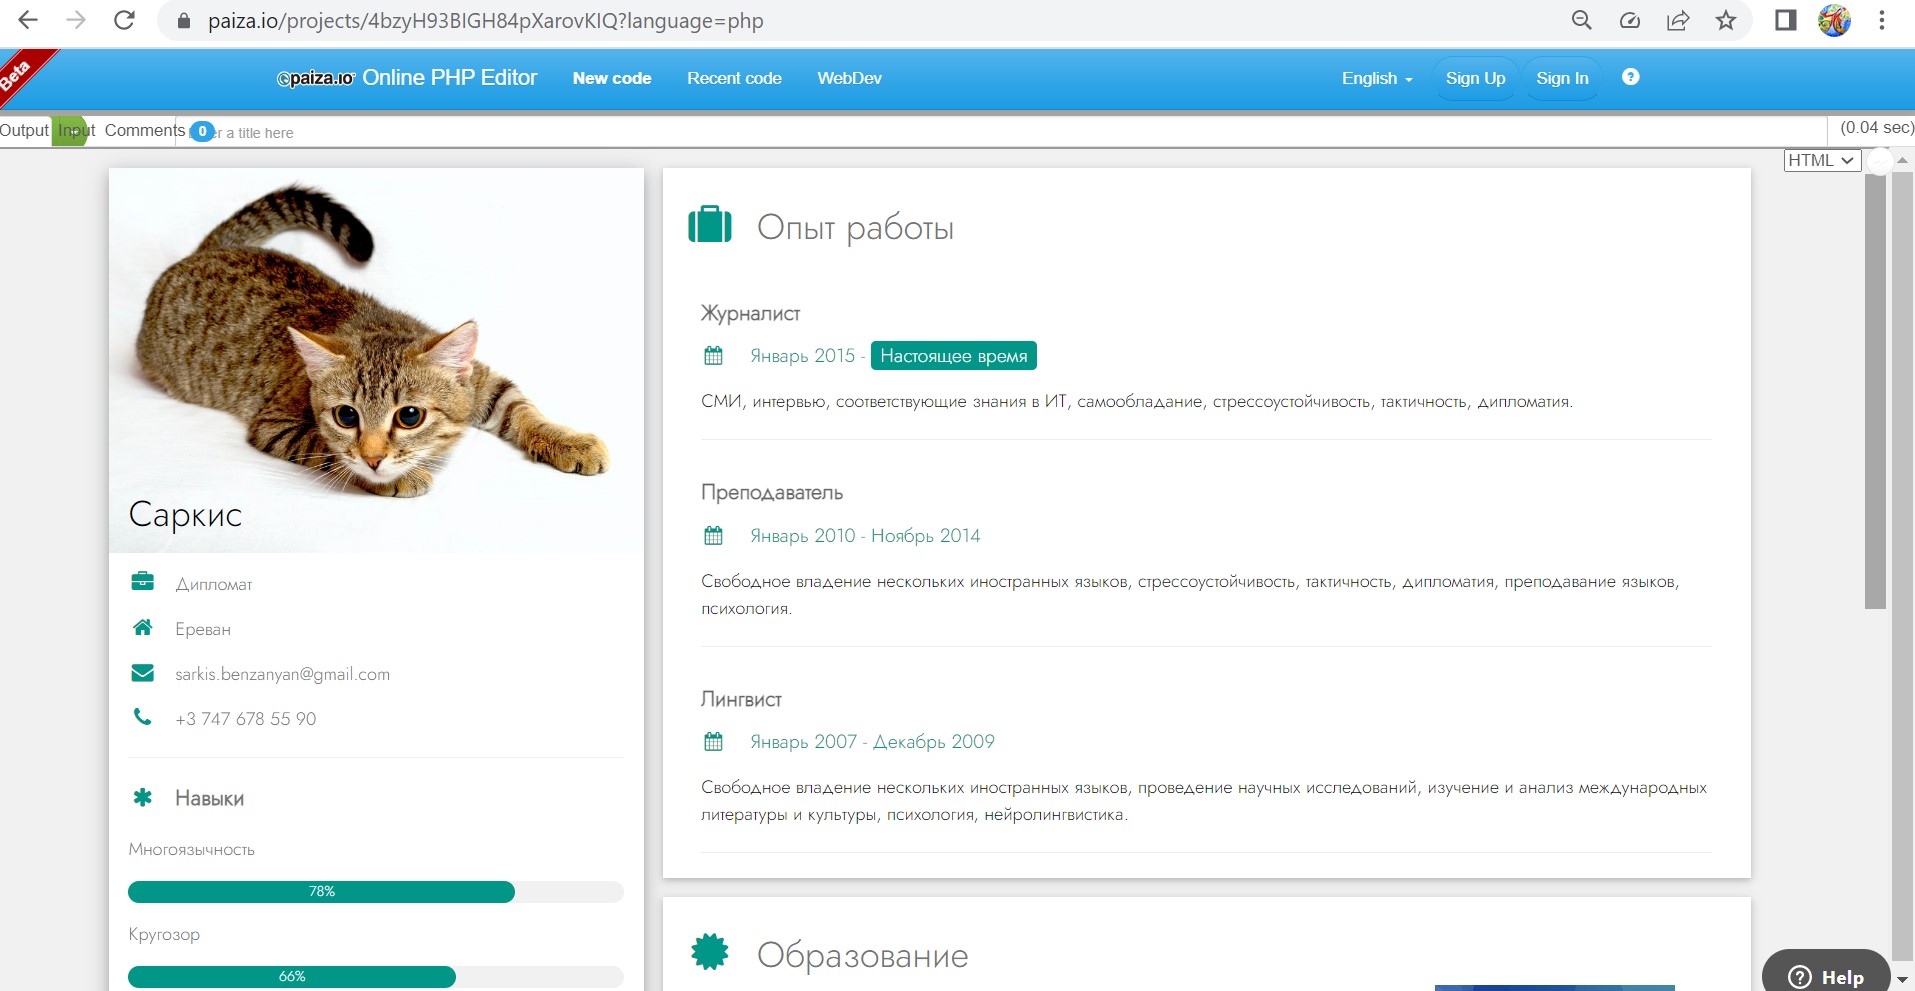 paiza.io/projects/4bzyH93BIGH84pXarovKIQ?language=php
Beta
paiza.io Online PHP Editor New code Recent code WebDev English Sign Up Sign In ?
Output Input Comments 0 r a title here (0.04 sec)
HTML
Саркис
Дипломат
Ереван
sarkis.benzanyan@gmail.com
+3 747 678 55 90
Навыки
Многоязычность
78%
Кругозор
66%
Опыт работы
Журналист
Январь 2015 - Настоящее время
СМИ, интервью, соответствующие знания в ИТ, самообладание, стрессоустойчивость, тактичность, дипломатия.
Преподаватель
Январь 2010 - Ноябрь 2014
Свободное владение нескольких иностранных языков, стрессоустойчивость, тактичность, дипломатия, преподавание языков,
психология.
Лингвист
Январь 2007 - Декабрь 2009
Свободное владение нескольких иностранных языков, проведение научных исследований, изучение и анализ международных
литературы и культуры, психология, нейролингвистика.
Образование
? Help